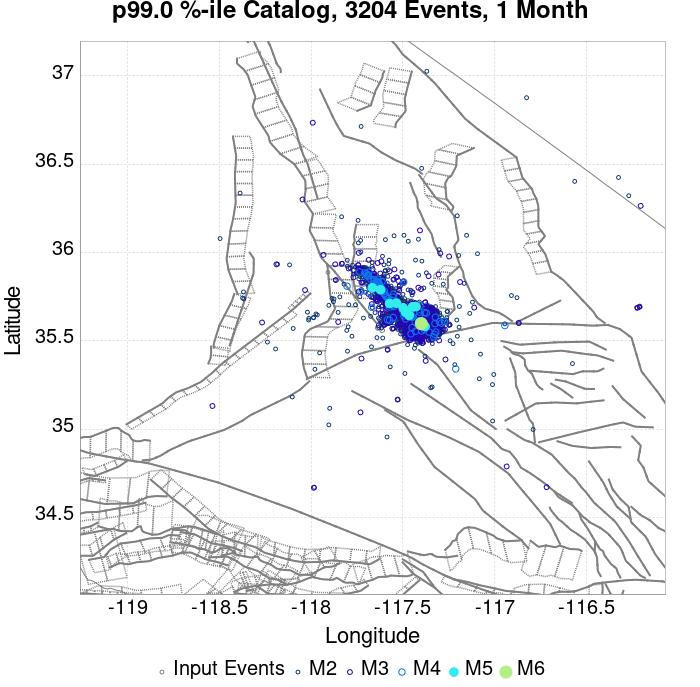 p99.0 %-ile Catalog, 3204 Events, 1 Month
37
36.5
36
35.5
35
34.5
Latitude
-119
-118.5
-118
-117.5
-117
-116.5
Longitude
Input Events
M2
M3
M4
M5
M6